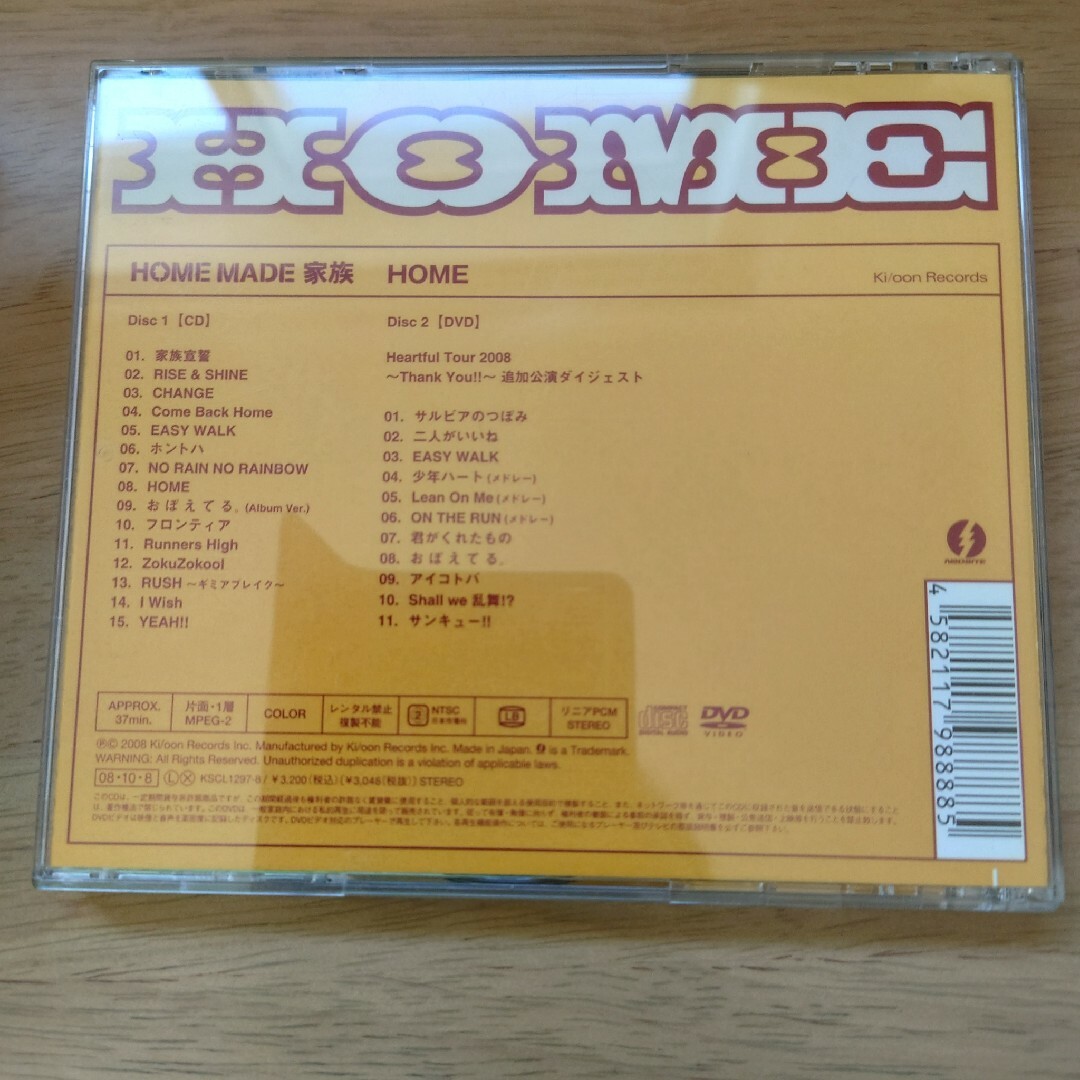 HOME
HOME MADE 家族 HOME
Ki/oon Records
Disc 1【CD】
01. 家族宣誓
02. RISE & SHINE
03. CHANGE
04. Come Back Home
05. EASY WALK
06. ホントハ
07. NO RAIN NO RAINBOW
08. HOME
09. おぼえてる。(Album Ver.)
10. フロンティア
11. Runners High
12. ZokuZokool
13. RUSH ～ギミアブレイク～
14. I Wish
15. YEAH!!
Disc 2【DVD】
Heartful Tour 2008
～Thank You!!～ 追加公演ダイジェスト
01. サルビアのつぼみ
02. 二人がいいね
03. EASY WALK
04. 少年ハート(メドレー)
05. Lean On Me(メドレー)
06. ON THE RUN(メドレー)
07. 君がくれたもの
08. おぼえてる。
09. アイコトバ
10. Shall we 乱舞!?
11. サンキュー!!
APPROX.
37min.
片面・1層
MPEG-2
COLOR
レンタル禁止
複製不能
2 NTSC
日本市場向
LB
リニアPCM
STEREO
COMPACT
disc
DIGITAL AUDIO
DVD
VIDEO
℗© 2008 Ki/oon Records Inc. Manufactured by Ki/oon Records Inc. Made in Japan. is a Trademark.
WARNING: All Rights Reserved. Unauthorized duplication is a violation of applicable laws.
08・10・8 Ⓛ Ⓧ KSCL1297-8/¥3,200(税込)(¥3,048(税抜))STEREO
4 582117 988885